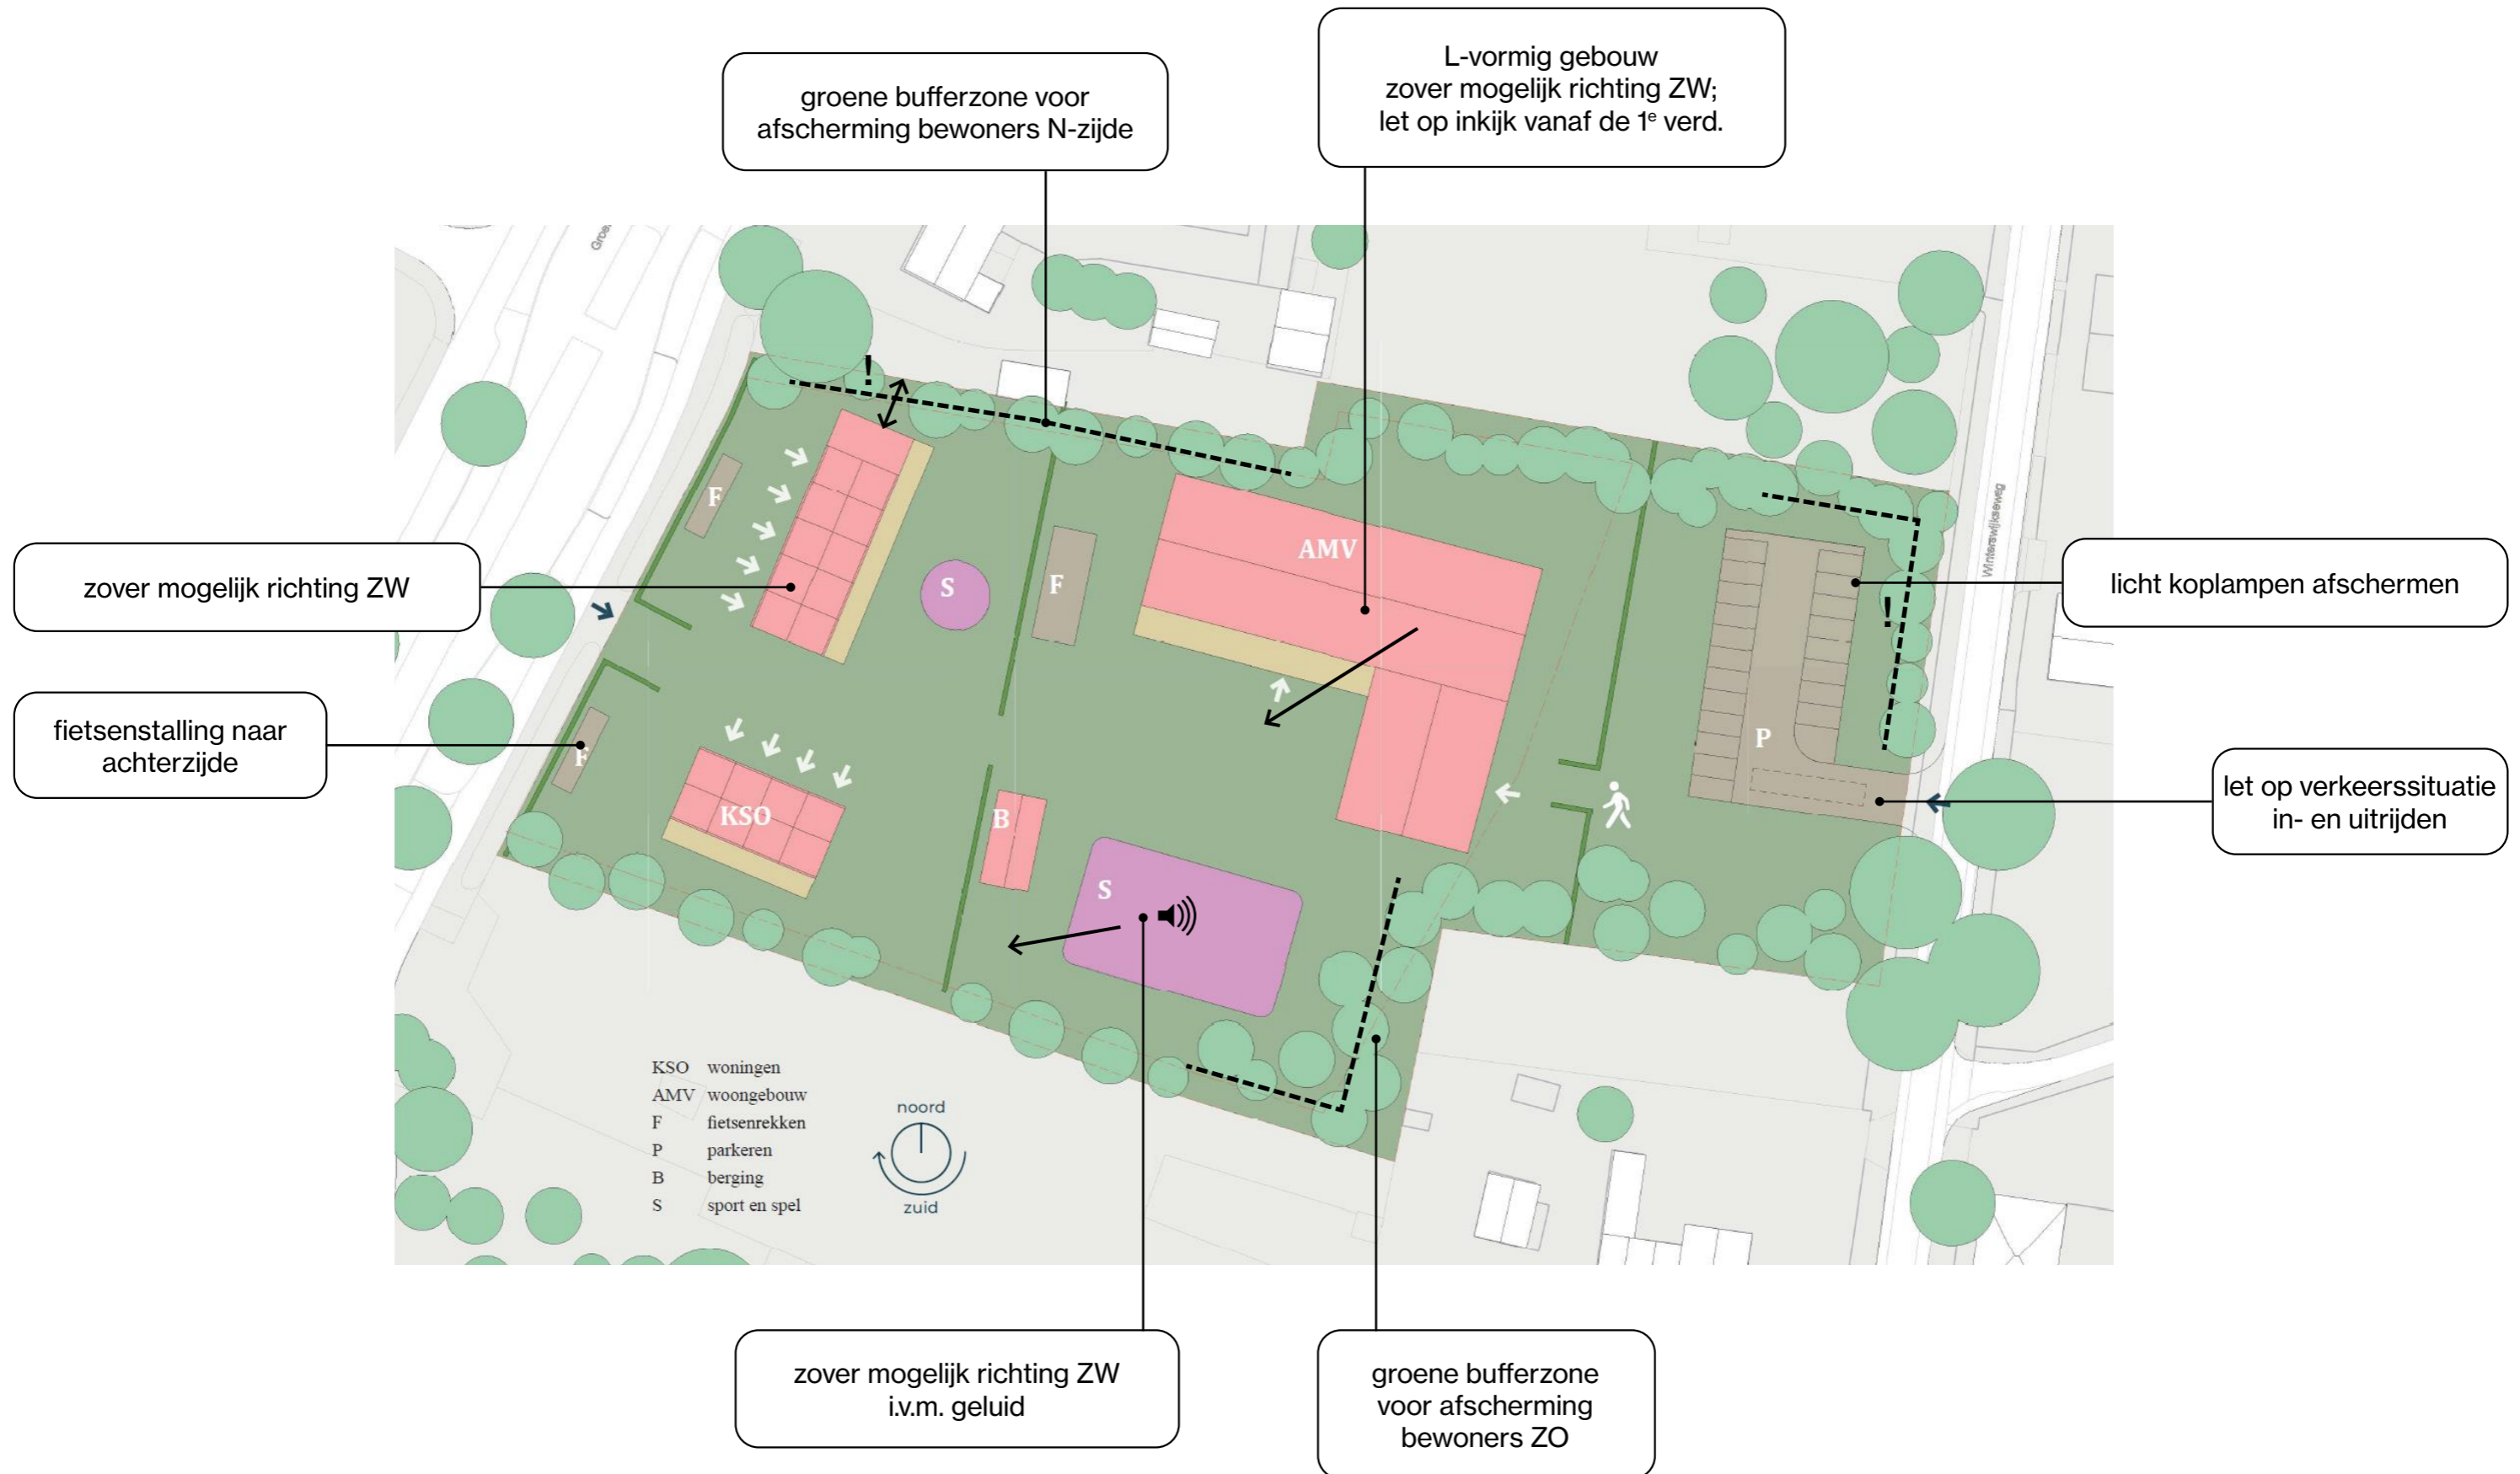 L-vormig gebouw
zover mogelijk richting ZW;
let op inkijk vanaf de 1ᵉ verd.
groene bufferzone voor
afscherming bewoners N-zijde
Winterswijkseweg
!
F
S
F
AMV
!
zover mogelijk richting ZW
licht koplampen afschermen
fietsenstalling naar
achterzijde
F
KSO
B
P
let op verkeerssituatie
in- en uitrijden
S
KSO woningen
AMV woongebouw
F fietsenrekken
P parkeren
B berging
S sport en spel
noord
zuid
zover mogelijk richting ZW
i.v.m. geluid
groene bufferzone
voor afscherming
bewoners ZO